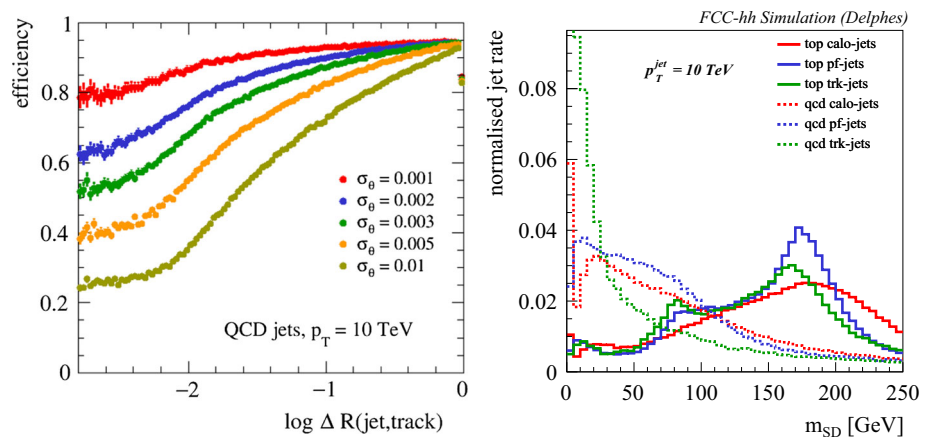 efficiency
1
0.8
0.6
0.4
0.2
0
σθ = 0.001
σθ = 0.002
σθ = 0.003
σθ = 0.005
σθ = 0.01
QCD jets, pT = 10 TeV
−2
−1
0
log Δ R(jet,track)
FCC-hh Simulation (Delphes)
normalised jet rate
0.08
0.06
0.04
0.02
0
pT^jet = 10 TeV
top calo-jets
top pf-jets
top trk-jets
qcd calo-jets
qcd pf-jets
qcd trk-jets
0
50
100
150
200
250
mSD [GeV]